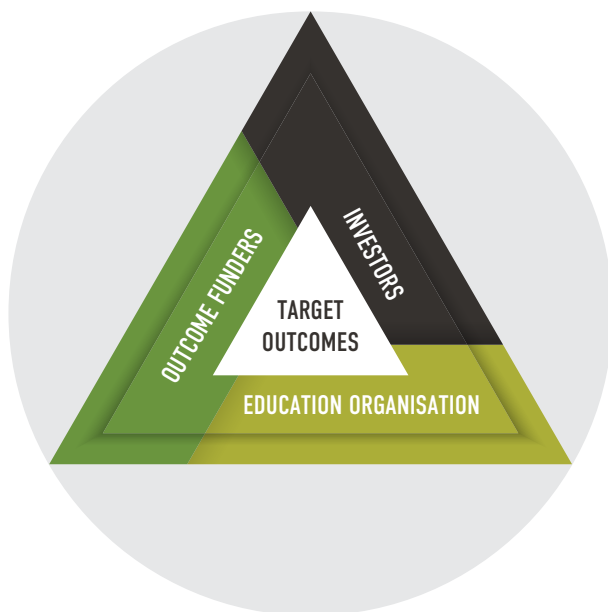 OUTCOME FUNDERS
INVESTORS
TARGET
OUTCOMES
EDUCATION ORGANISATION